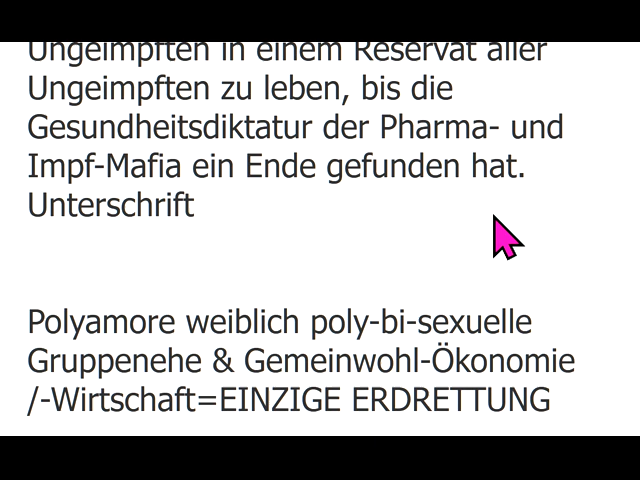 Ungeimpften in einem Reservat aller
Ungeimpften zu leben, bis die
Gesundheitsdiktatur der Pharma- und
Impf-Mafia ein Ende gefunden hat.
Unterschrift
Polyamore weiblich poly-bi-sexuelle
Gruppenehe & Gemeinwohl-Ökonomie
/-Wirtschaft=EINZIGE ERDRETTUNG